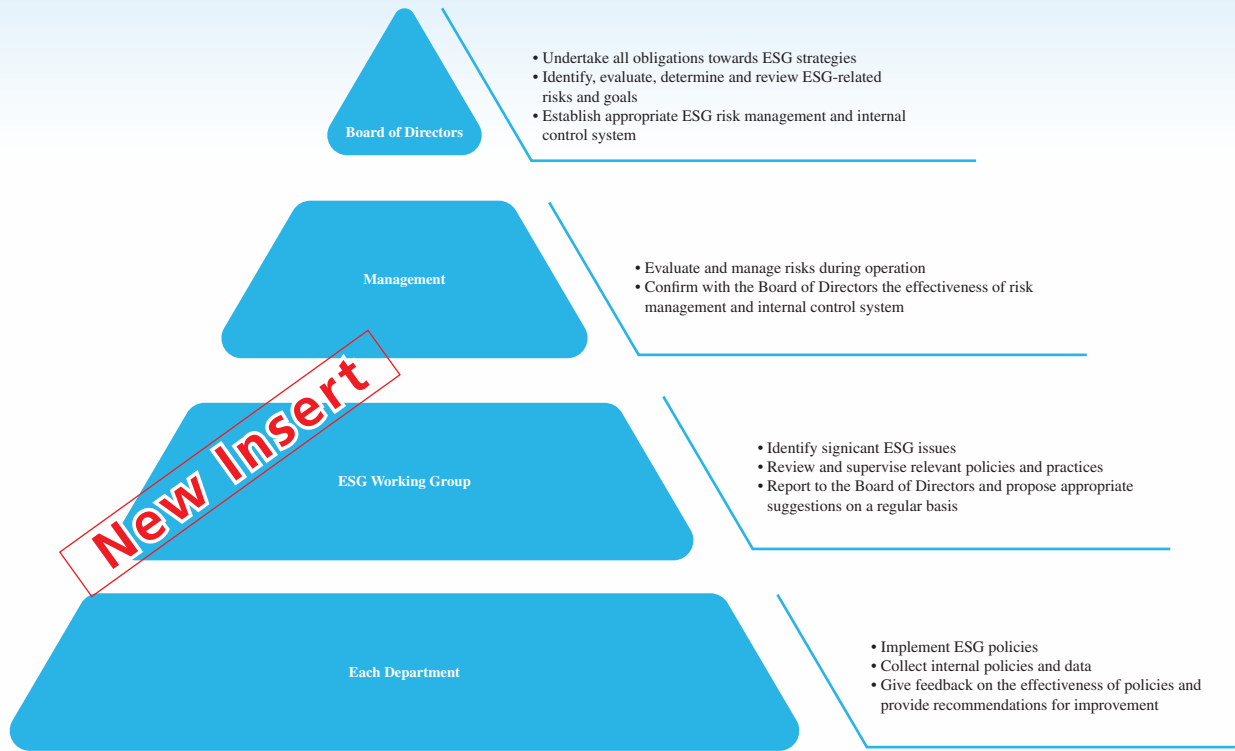 Board of Directors
• Undertake all obligations towards ESG strategies
• Identify, evaluate, determine and review ESG-related
risks and goals
• Establish appropriate ESG risk management and internal
control system
Management
• Evaluate and manage risks during operation
• Confirm with the Board of Directors the effectiveness of risk
management and internal control system
New Insert
ESG Working Group
• Identify signicant ESG issues
• Review and supervise relevant policies and practices
• Report to the Board of Directors and propose appropriate
suggestions on a regular basis
Each Department
• Implement ESG policies
• Collect internal policies and data
• Give feedback on the effectiveness of policies and
provide recommendations for improvement